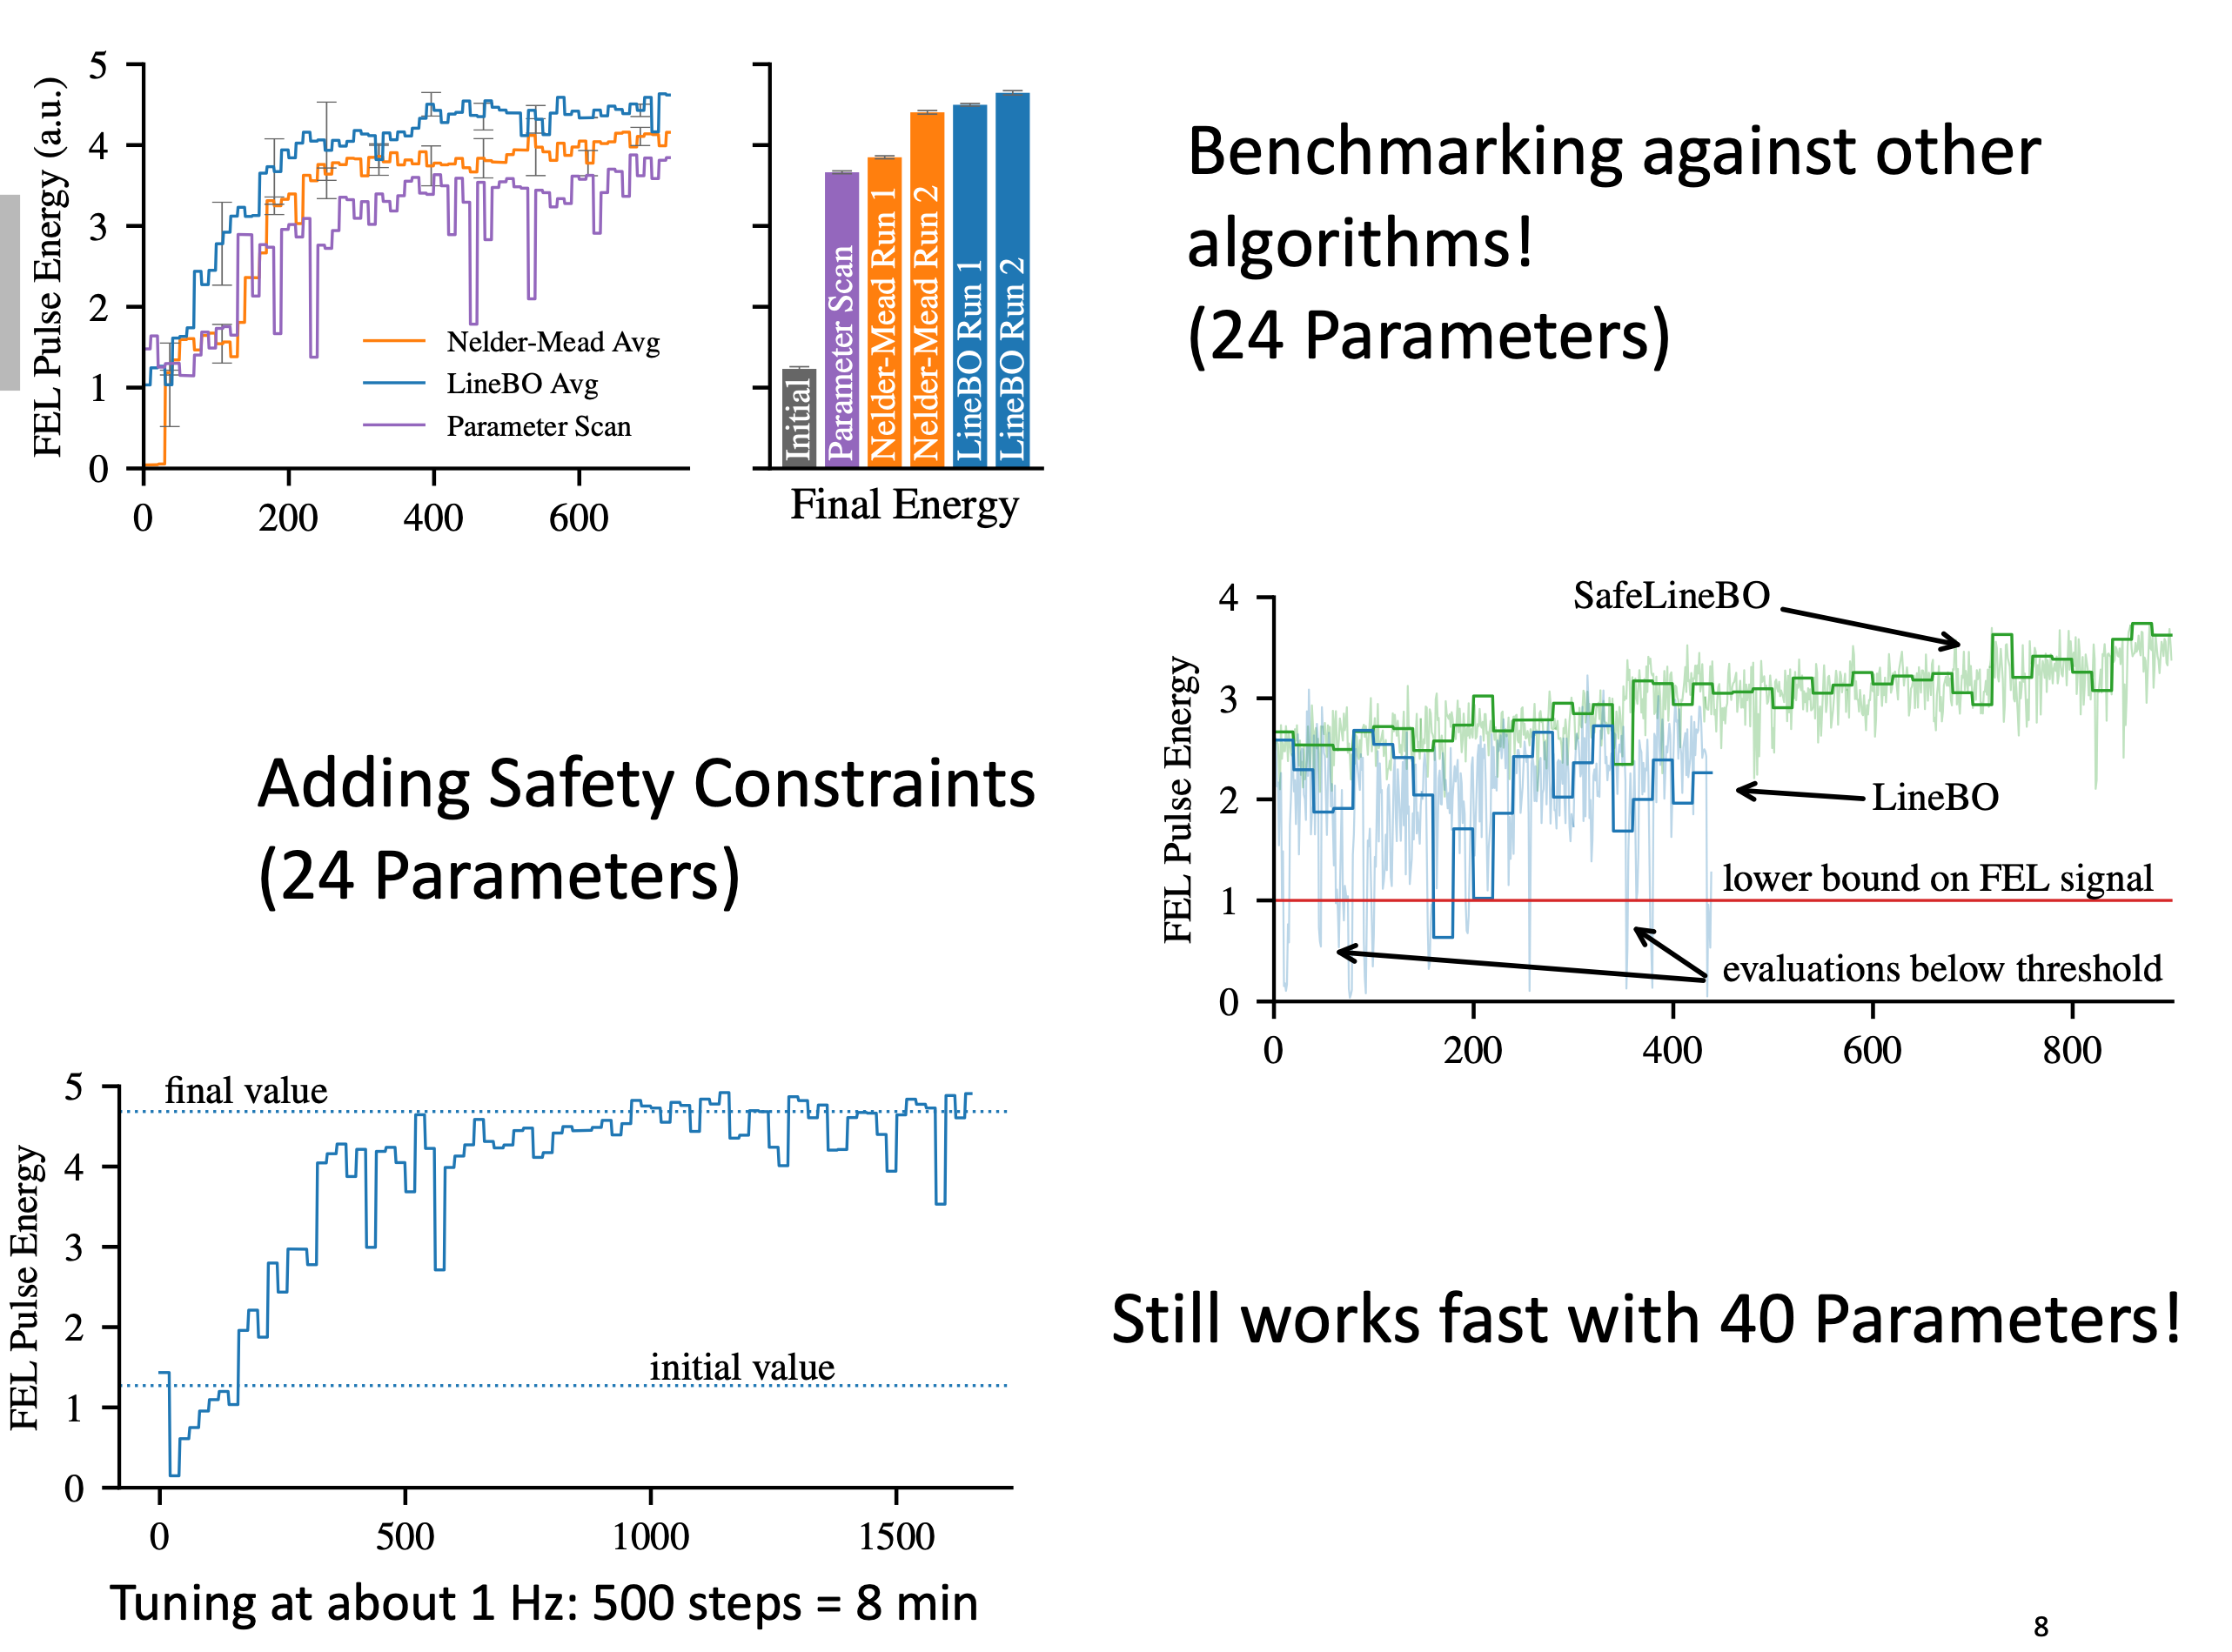 FEL Pulse Energy (a.u.)
5
4
3
2
1
0
0 200 400 600
Nelder-Mead Avg
LineBO Avg
Parameter Scan
Initial
Parameter Scan
Nelder-Mead Run 1
Nelder-Mead Run 2
LineBO Run 1
LineBO Run 2
Final Energy
Benchmarking against other
algorithms!
(24 Parameters)
Adding Safety Constraints
(24 Parameters)
FEL Pulse Energy
4
3
2
1
0
0 200 400 600 800
SafeLineBO
LineBO
lower bound on FEL signal
evaluations below threshold
FEL Pulse Energy
5
4
3
2
1
0
0 500 1000 1500
final value
initial value
Tuning at about 1 Hz: 500 steps = 8 min
Still works fast with 40 Parameters!
8